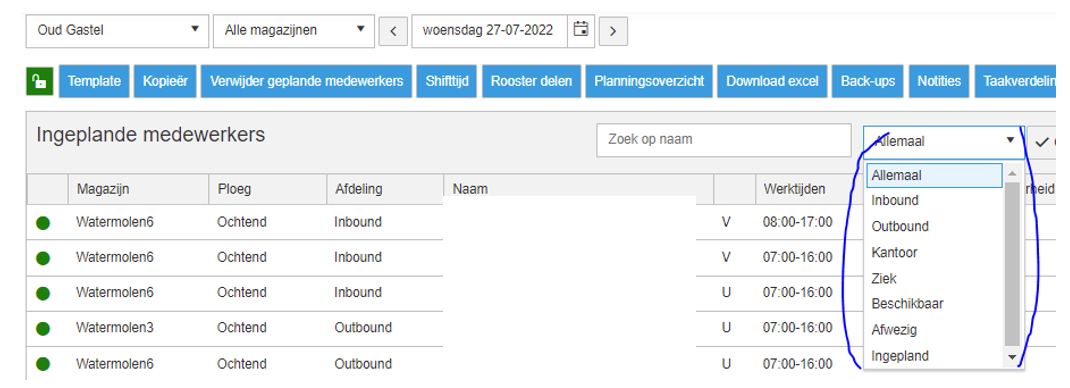 Oud Gastel Alle magazijnen woensdag 27-07-2022
Template Kopieër Verwijder geplande medewerkers Shifttijd Rooster delen Planningsoverzicht Download excel Back-ups Notities Taakverdelin
Ingeplande medewerkers Zoek op naam Allemaal
Magazijn Ploeg Afdeling Naam Werktijden rheid
Allemaal
Inbound
Outbound
Kantoor
Ziek
Beschikbaar
Afwezig
Ingepland
Watermolen6 Ochtend Inbound V 08:00-17:00
Watermolen6 Ochtend Inbound V 07:00-16:00
Watermolen6 Ochtend Inbound U 07:00-16:00
Watermolen3 Ochtend Outbound U 07:00-16:00
Watermolen6 Ochtend Outbound U 07:00-16:00